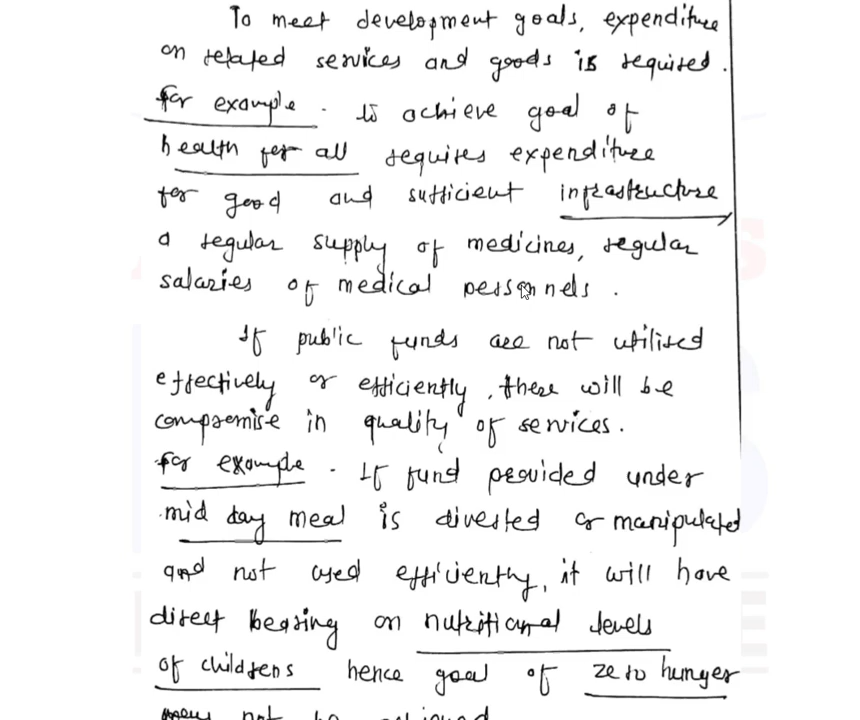 To meet development goals, expenditure
on related services and goods is required.
for example - to achieve goal of
health for all requires expenditure
for good and sufficient infrastructure
a regular supply of medicines, regular
salaries of medical personnels.
If public funds are not utilised
effectively or efficiently, there will be
compromise in quality of services.
for example - If fund provided under
mid day meal is diverted or manipulated
and not used efficiently, it will have
direct bearing on nutritional levels
of childrens hence goal of zero hunger
may not be